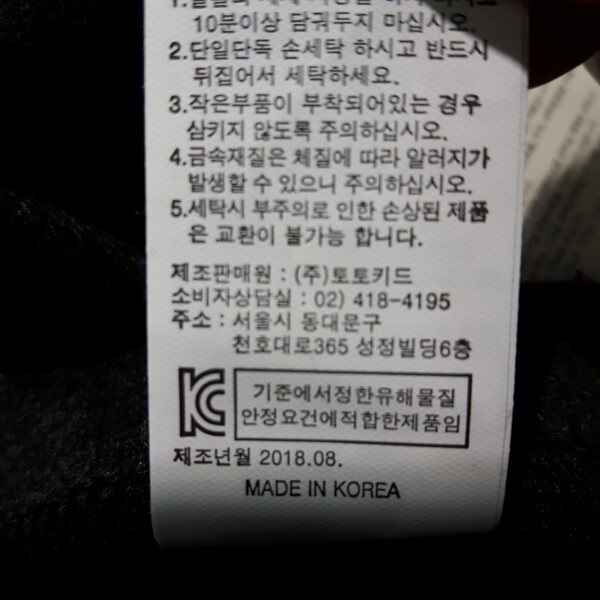 10분이상 담궈두지 마십시오.
2.단일단독 손세탁 하시고 반드시
뒤집어서 세탁하세요.
3.작은부품이 부착되어있는 경우
삼키지 않도록 주의하십시오.
4.금속재질은 체질에 따라 알러지가
발생할 수 있으니 주의하십시오.
5.세탁시 부주의로 인한 손상된 제품
은 교환이 불가능 합니다.
제조판매원 : (주)토토키드
소비자상담실 : 02) 418-4195
주소 : 서울시 동대문구
천호대로365 성정빌딩6층
KC
기준에서정한유해물질
안정요건에적합한제품임
제조년월 2018.08.
MADE IN KOREA